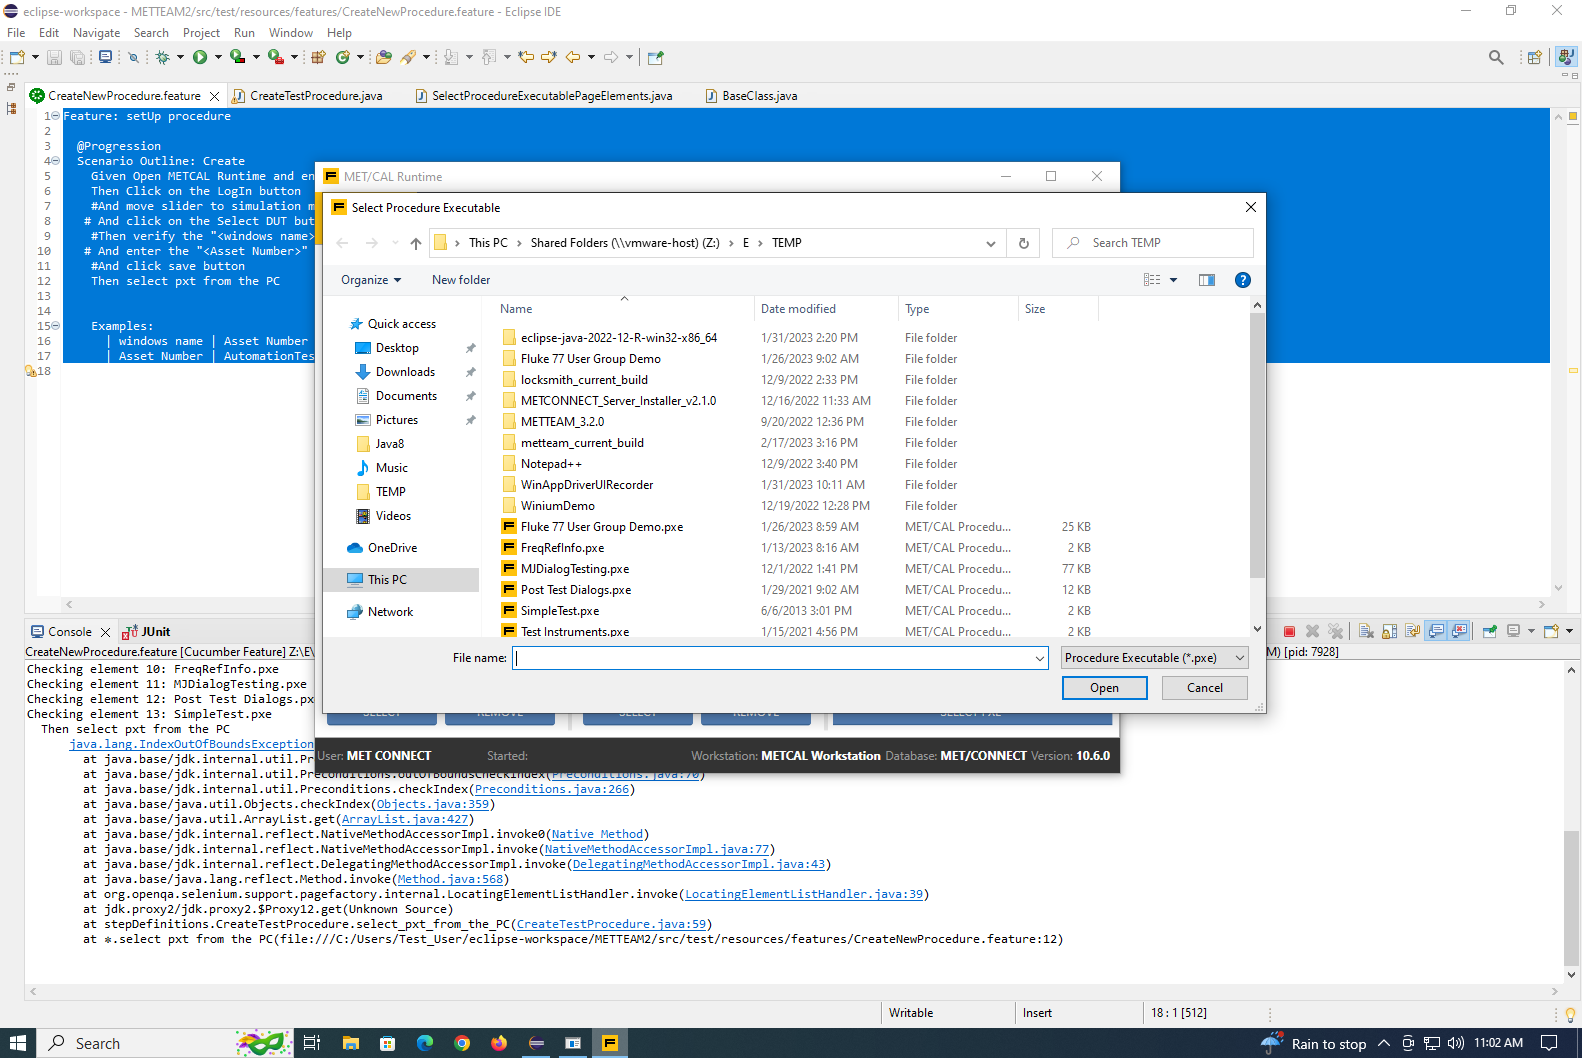 eclipse-workspace - METTEAM2/src/test/resources/features/CreateNewProcedure.feature - Eclipse IDE
File Edit Navigate Search Project Run Window Help
CreateNewProcedure.feature
CreateTestProcedure.java
SelectProcedureExecutablePageElements.java
BaseClass.java
1 Feature: setUp procedure
2
3 @Progression
4 Scenario Outline: Create
5 Given Open METCAL Runtime and en
6 Then Click on the LogIn button
7 #And move slider to simulation m
8 # And click on the Select DUT but
9 #Then verify the "<windows name>
10 # And enter the "<Asset Number>"
11 #And click save button
12 Then select pxt from the PC
13
14
15 Examples:
16 | windows name | Asset Number
17 | Asset Number | AutomationTes
18
MET/CAL Runtime
Select Procedure Executable
This PC > Shared Folders (\\vmware-host) (Z:) > E > TEMP
Search TEMP
Organize
New folder
Quick access
Desktop
Downloads
Documents
Pictures
Java8
Music
TEMP
Videos
OneDrive
This PC
Network
Name Date modified Type Size
eclipse-java-2022-12-R-win32-x86_64 1/31/2023 2:20 PM File folder
Fluke 77 User Group Demo 1/26/2023 9:02 AM File folder
locksmith_current_build 12/9/2022 2:33 PM File folder
METCONNECT_Server_Installer_v2.1.0 12/16/2022 11:33 AM File folder
METTEAM_3.2.0 9/20/2022 12:36 PM File folder
metteam_current_build 2/17/2023 3:16 PM File folder
Notepad++ 12/9/2022 3:40 PM File folder
WinAppDriverUIRecorder 1/31/2023 10:11 AM File folder
WiniumDemo 12/19/2022 12:28 PM File folder
Fluke 77 User Group Demo.pxe 1/26/2023 8:59 AM MET/CAL Procedu... 25 KB
FreqRefInfo.pxe 1/13/2023 8:16 AM MET/CAL Procedu... 2 KB
MJDialogTesting.pxe 12/1/2022 1:41 PM MET/CAL Procedu... 77 KB
Post Test Dialogs.pxe 1/29/2021 9:02 AM MET/CAL Procedu... 12 KB
SimpleTest.pxe 6/6/2013 3:01 PM MET/CAL Procedu... 2 KB
Test Instruments.pxe 1/15/2021 4:56 PM MET/CAL Procedu... 2 KB
File name:
Procedure Executable (*.pxe)
Open
Cancel
SELECT REMOVE SELECT REMOVE SELECT PXE
User: MET CONNECT Started: Workstation: METCAL Workstation Database: MET/CONNECT Version: 10.6.0
Console JUnit
CreateNewProcedure.feature [Cucumber Feature] Z:\E\
M) [pid: 7928]
Checking element 10: FreqRefInfo.pxe
Checking element 11: MJDialogTesting.pxe
Checking element 12: Post Test Dialogs.px
Checking element 13: SimpleTest.pxe
Then select pxt from the PC
java.lang.IndexOutOfBoundsException
at java.base/jdk.internal.util.Pr
at java.base/jdk.internal.util.Preconditions.outOfBoundsCheckIndex(Preconditions.java:70)
at java.base/jdk.internal.util.Preconditions.checkIndex(Preconditions.java:266)
at java.base/java.util.Objects.checkIndex(Objects.java:359)
at java.base/java.util.ArrayList.get(ArrayList.java:427)
at java.base/jdk.internal.reflect.NativeMethodAccessorImpl.invoke0(Native Method)
at java.base/jdk.internal.reflect.NativeMethodAccessorImpl.invoke(NativeMethodAccessorImpl.java:77)
at java.base/jdk.internal.reflect.DelegatingMethodAccessorImpl.invoke(DelegatingMethodAccessorImpl.java:43)
at java.base/java.lang.reflect.Method.invoke(Method.java:568)
at org.openqa.selenium.support.pagefactory.internal.LocatingElementListHandler.invoke(LocatingElementListHandler.java:39)
at jdk.proxy2/jdk.proxy2.$Proxy12.get(Unknown Source)
at stepDefinitions.CreateTestProcedure.select_pxt_from_the_PC(CreateTestProcedure.java:59)
at ✽.select pxt from the PC(file:///C:/Users/Test_User/eclipse-workspace/METTEAM2/src/test/resources/features/CreateNewProcedure.feature:12)
Writable
Insert
18 : 1 [512]
Search
Rain to stop
11:02 AM